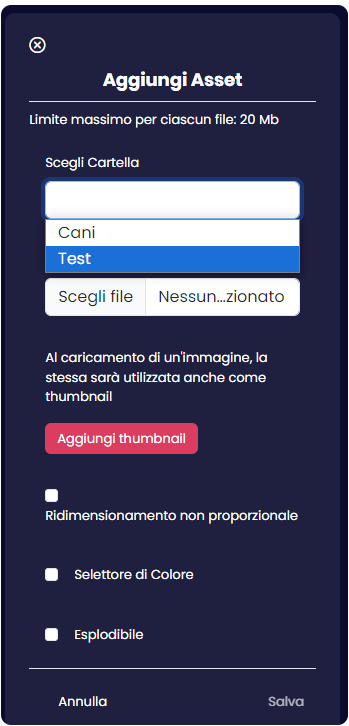 Aggiungi Asset
Limite massimo per ciascun file: 20 Mb
Scegli Cartella
Cani
Test
Scegli file Nessun...zionato
Al caricamento di un'immagine, la
stessa sarà utilizzata anche come
thumbnail
Aggiungi thumbnail
Ridimensionamento non proporzionale
Selettore di Colore
Esplodibile
Annulla Salva